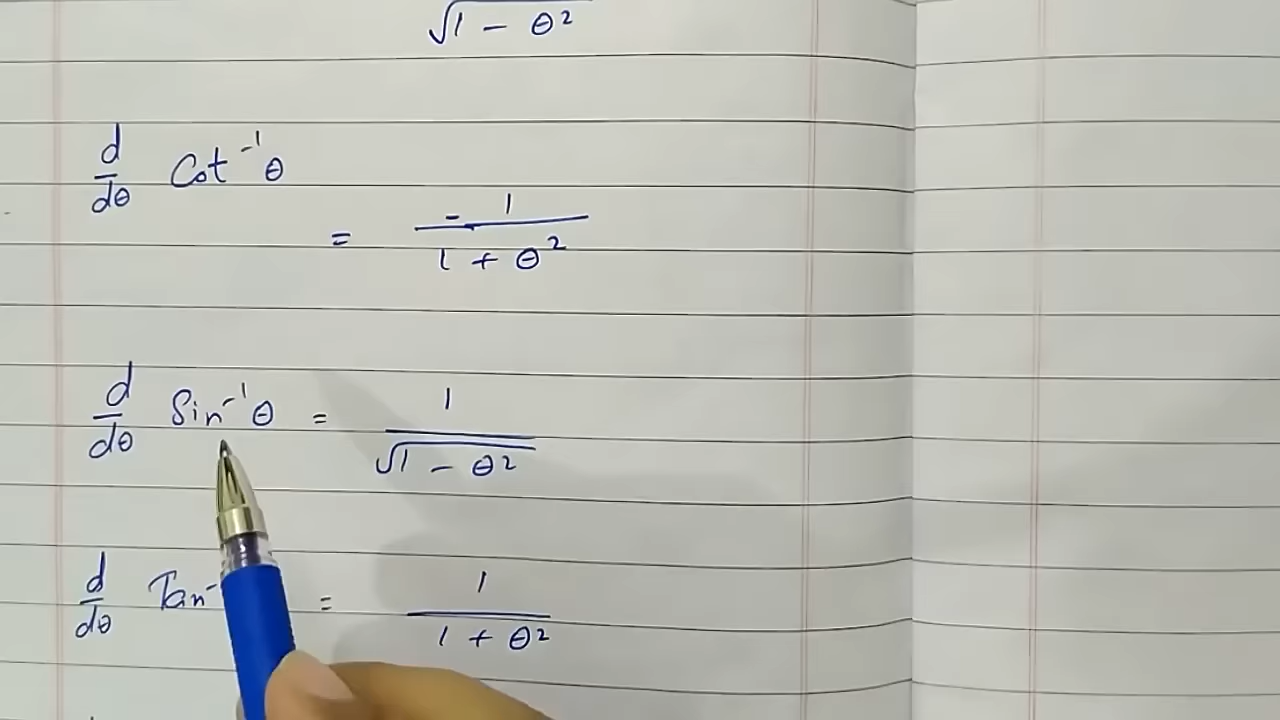 √1 - θ²
d/dθ Cot⁻¹θ
= -1/(1 + θ²)
d/dθ Sin⁻¹θ = 1/√1 - θ²
d/dθ Tan⁻ = 1/(1 + θ²)